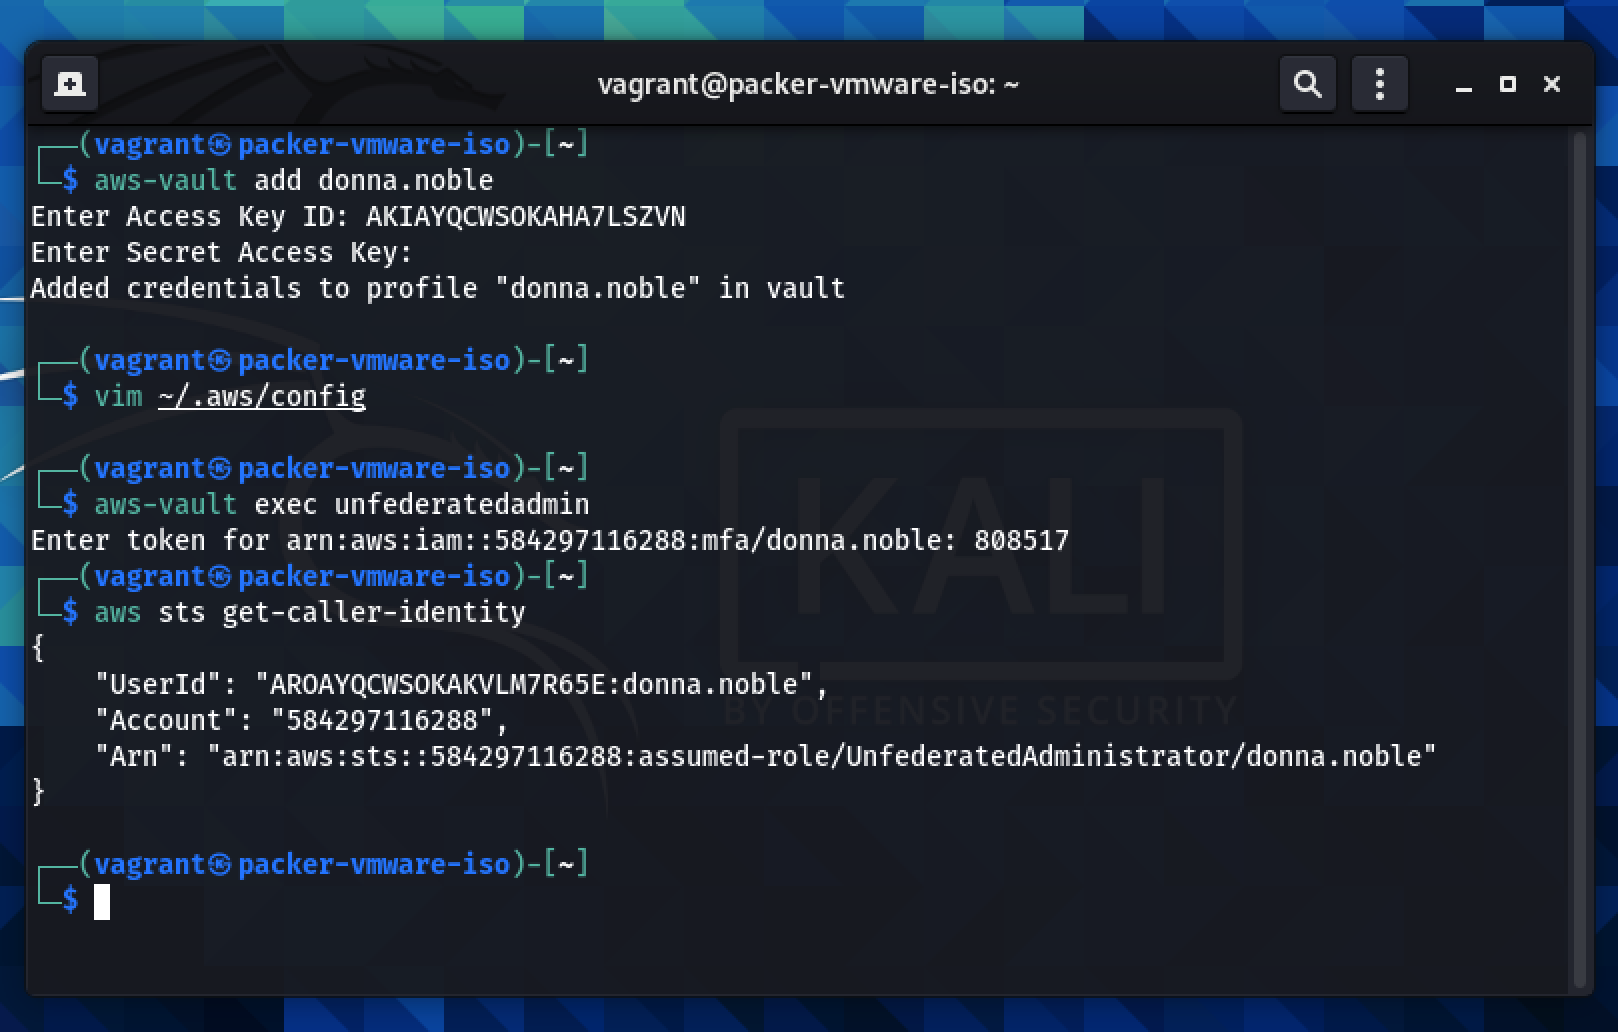 vagrant@packer-vmware-iso: ~
┌──(vagrant㉿packer-vmware-iso)-[~]
└─$ aws-vault add donna.noble
Enter Access Key ID: AKIAYQCWSOKAHA7LSZVN
Enter Secret Access Key:
Added credentials to profile "donna.noble" in vault
┌──(vagrant㉿packer-vmware-iso)-[~]
└─$ vim ~/.aws/config
┌──(vagrant㉿packer-vmware-iso)-[~]
└─$ aws-vault exec unfederatedadmin
Enter token for arn:aws:iam::584297116288:mfa/donna.noble: 808517
┌──(vagrant㉿packer-vmware-iso)-[~]
└─$ aws sts get-caller-identity
{
    "UserId": "AROAYQCWSOKAKVLM7R65E:donna.noble",
    "Account": "584297116288",
    "Arn": "arn:aws:sts::584297116288:assumed-role/UnfederatedAdministrator/donna.noble"
}
┌──(vagrant㉿packer-vmware-iso)-[~]
└─$
KALI
BY OFFENSIVE SECURITY